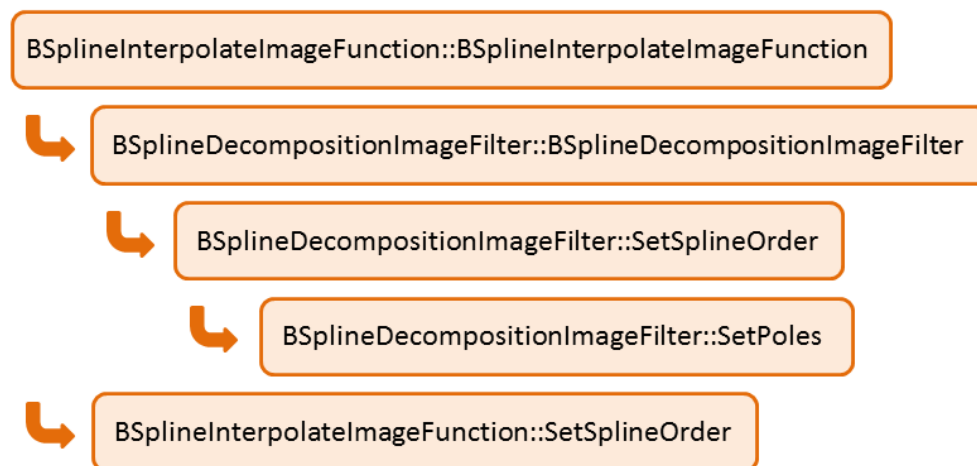 BSplineInterpolateImageFunction::BSplineInterpolateImageFunction
BSplineDecompositionImageFilter::BSplineDecompositionImageFilter
BSplineDecompositionImageFilter::SetSplineOrder
BSplineDecompositionImageFilter::SetPoles
BSplineInterpolateImageFunction::SetSplineOrder